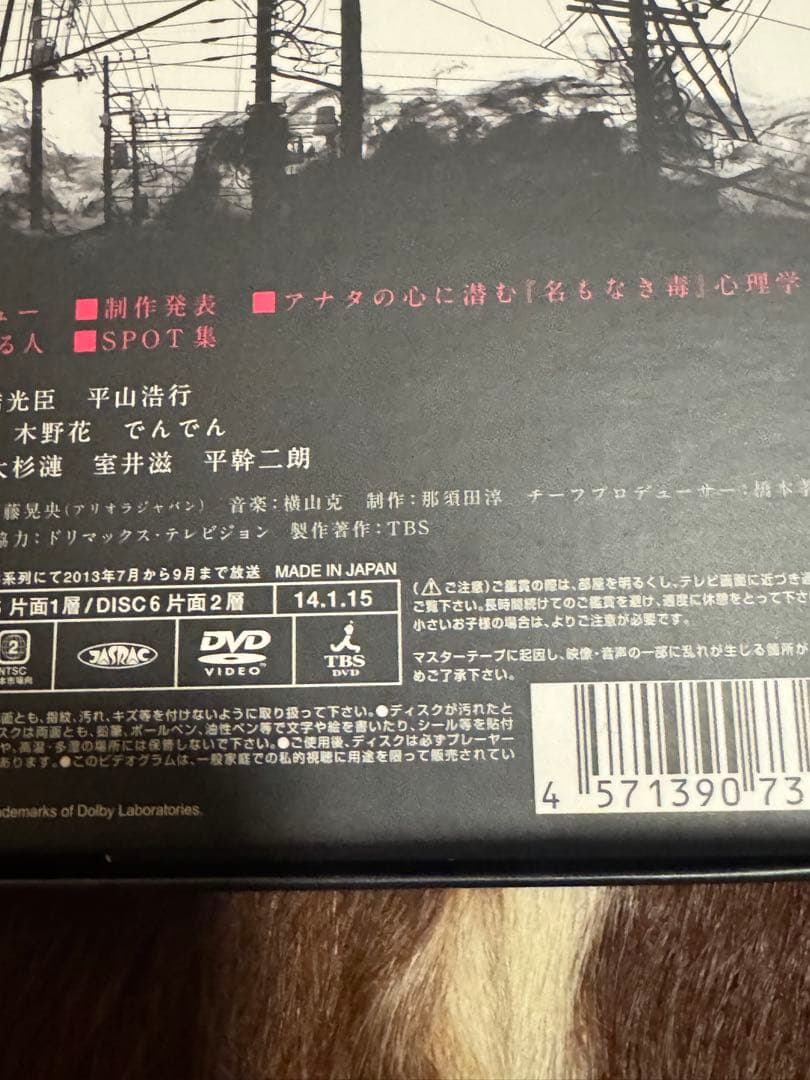 ュー ■制作発表 ■アナタの心に潜む『名もなき毒』心理学
る人 ■SPOT集
光臣 平山浩行
木野花 でんでん
大杉漣 室井滋 平幹二朗
藤晃央(アリオラジャパン) 音楽:横山克 制作:那須田淳 チーフプロデューサー:橋本
協力:ドリマックス・テレビジョン 製作著作:TBS
系列にて2013年7月から9月まで放送 MADE IN JAPAN
片面1層/DISC6 片面2層 14.1.15
2 NTSC 本市場向
JASRAC
DVD VIDEO
TBS DVD
(⚠ご注意)ご鑑賞の際は、部屋を明るくし、テレビ画面に近づき過
ご覧下さい。長時間続けてのご鑑賞を避け、適度に休憩をとって下さ
小さいお子様の場合は、よりご注意が必要です。
マスターテープに起因し、映像・音声の一部に乱れが生じる箇所が
めご了承下さい。
面とも、指紋、汚れ、キズ等を付けないように取り扱って下さい。●ディスクが汚れたと
スクは両面とも、鉛筆、ボールペン、油性ペン等で文字や絵を書いたり、シール等を貼付
や、高温・多湿の場所には保管しないで下さい。●ご使用後、ディスクは必ずプレーヤー
あります。●このビデオグラムは、一般家庭での私的視聴に用途を限って販売されてい
demarks of Dolby Laboratories.
4 571390 73